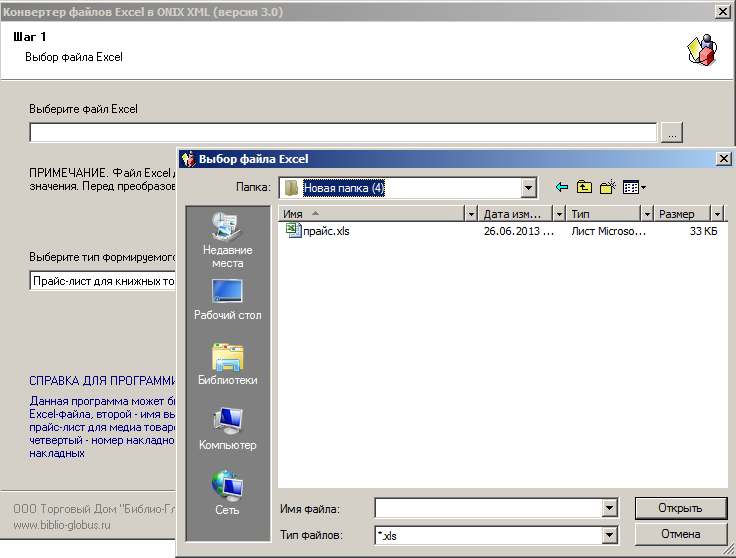 Конвертер файлов Excel в ONIX XML (версия 3.0)
Шаг 1
Выбор файла Excel
Выберите файл Excel
...
ПРИМЕЧАНИЕ. Файл Excel
значения. Перед преобразов
Выберите тип формируемого
Прайс-лист для книжных то
СПРАВКА ДЛЯ ПРОГРАММИ
Данная программа может б
Excel-файла, второй - имя вы
прайс-лист для медиа товаро
четвертый - номер накладно
накладных
ООО Торговый Дом "Библио-Гл
www.biblio-globus.ru
Выбор файла Excel
Папка: Новая папка (4)
Недавние места
Рабочий стол
Библиотеки
Компьютер
Сеть
Имя Дата изм... Тип Размер
прайс.xls 26.06.2013 ... Лист Microso... 33 КБ
Имя файла: Открыть
Тип файлов: *.xls Отмена